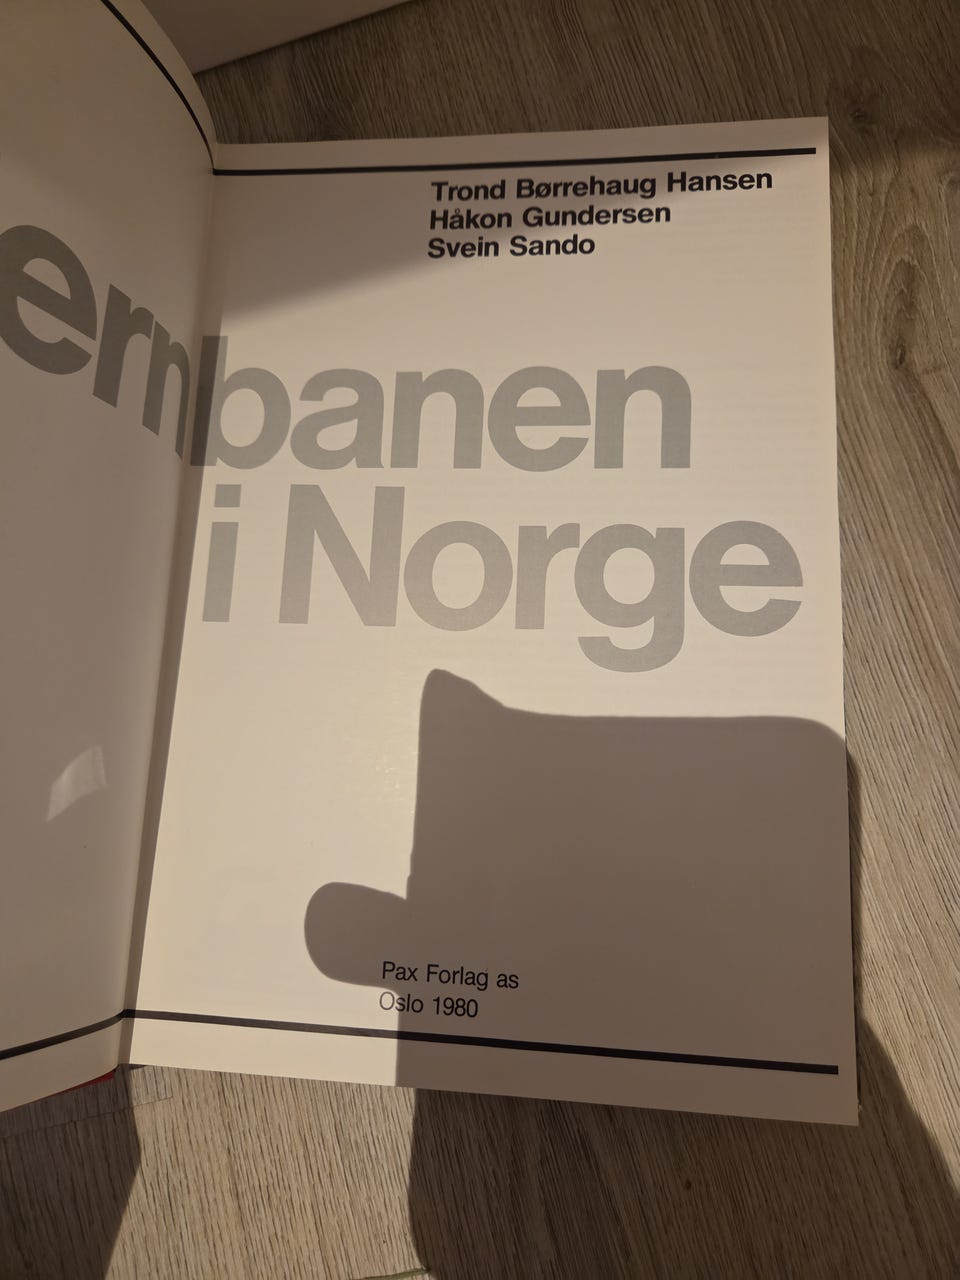 Trond Børrehaug Hansen
Håkon Gundersen
Svein Sando
ernbanen
i Norge
Pax Forlag as
Oslo 1980